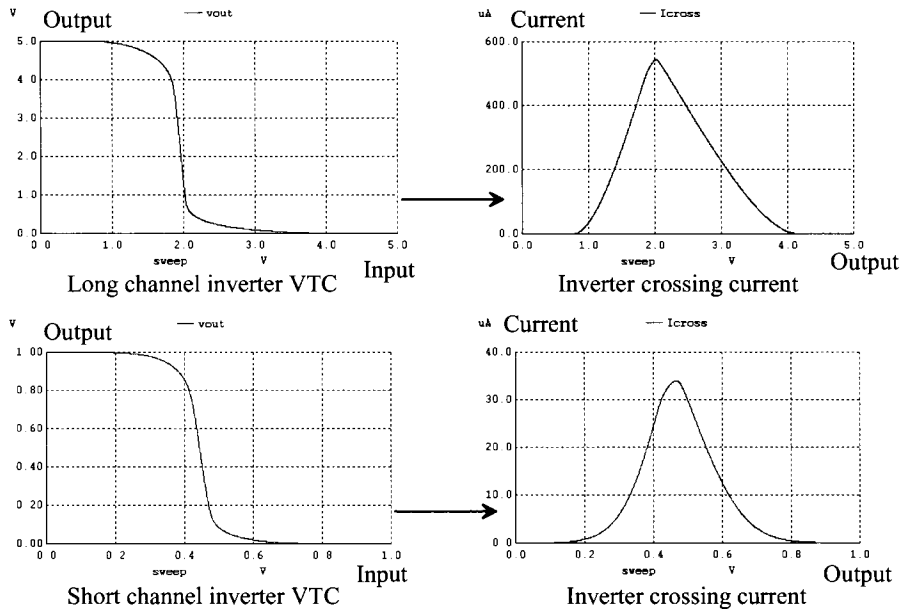 V Output — vout
5.0
4.0
3.0
2.0
1.0
0.0
0.0 1.0 2.0 3.0 4.0 5.0
sweep V Input
Long channel inverter VTC
uA Current — Icross
600.0
400.0
200.0
0.0
0.0 1.0 2.0 3.0 4.0 5.0
sweep V Output
Inverter crossing current
V Output — vout
1.00
0.80
0.60
0.40
0.20
0.00
0.00 0.2 0.4 0.6 0.8 1.0
sweep V Input
Short channel inverter VTC
uA Current — Icross
40.0
30.0
20.0
10.0
0.0
0.0 0.2 0.4 0.6 0.8 1.0
sweep V Output
Inverter crossing current